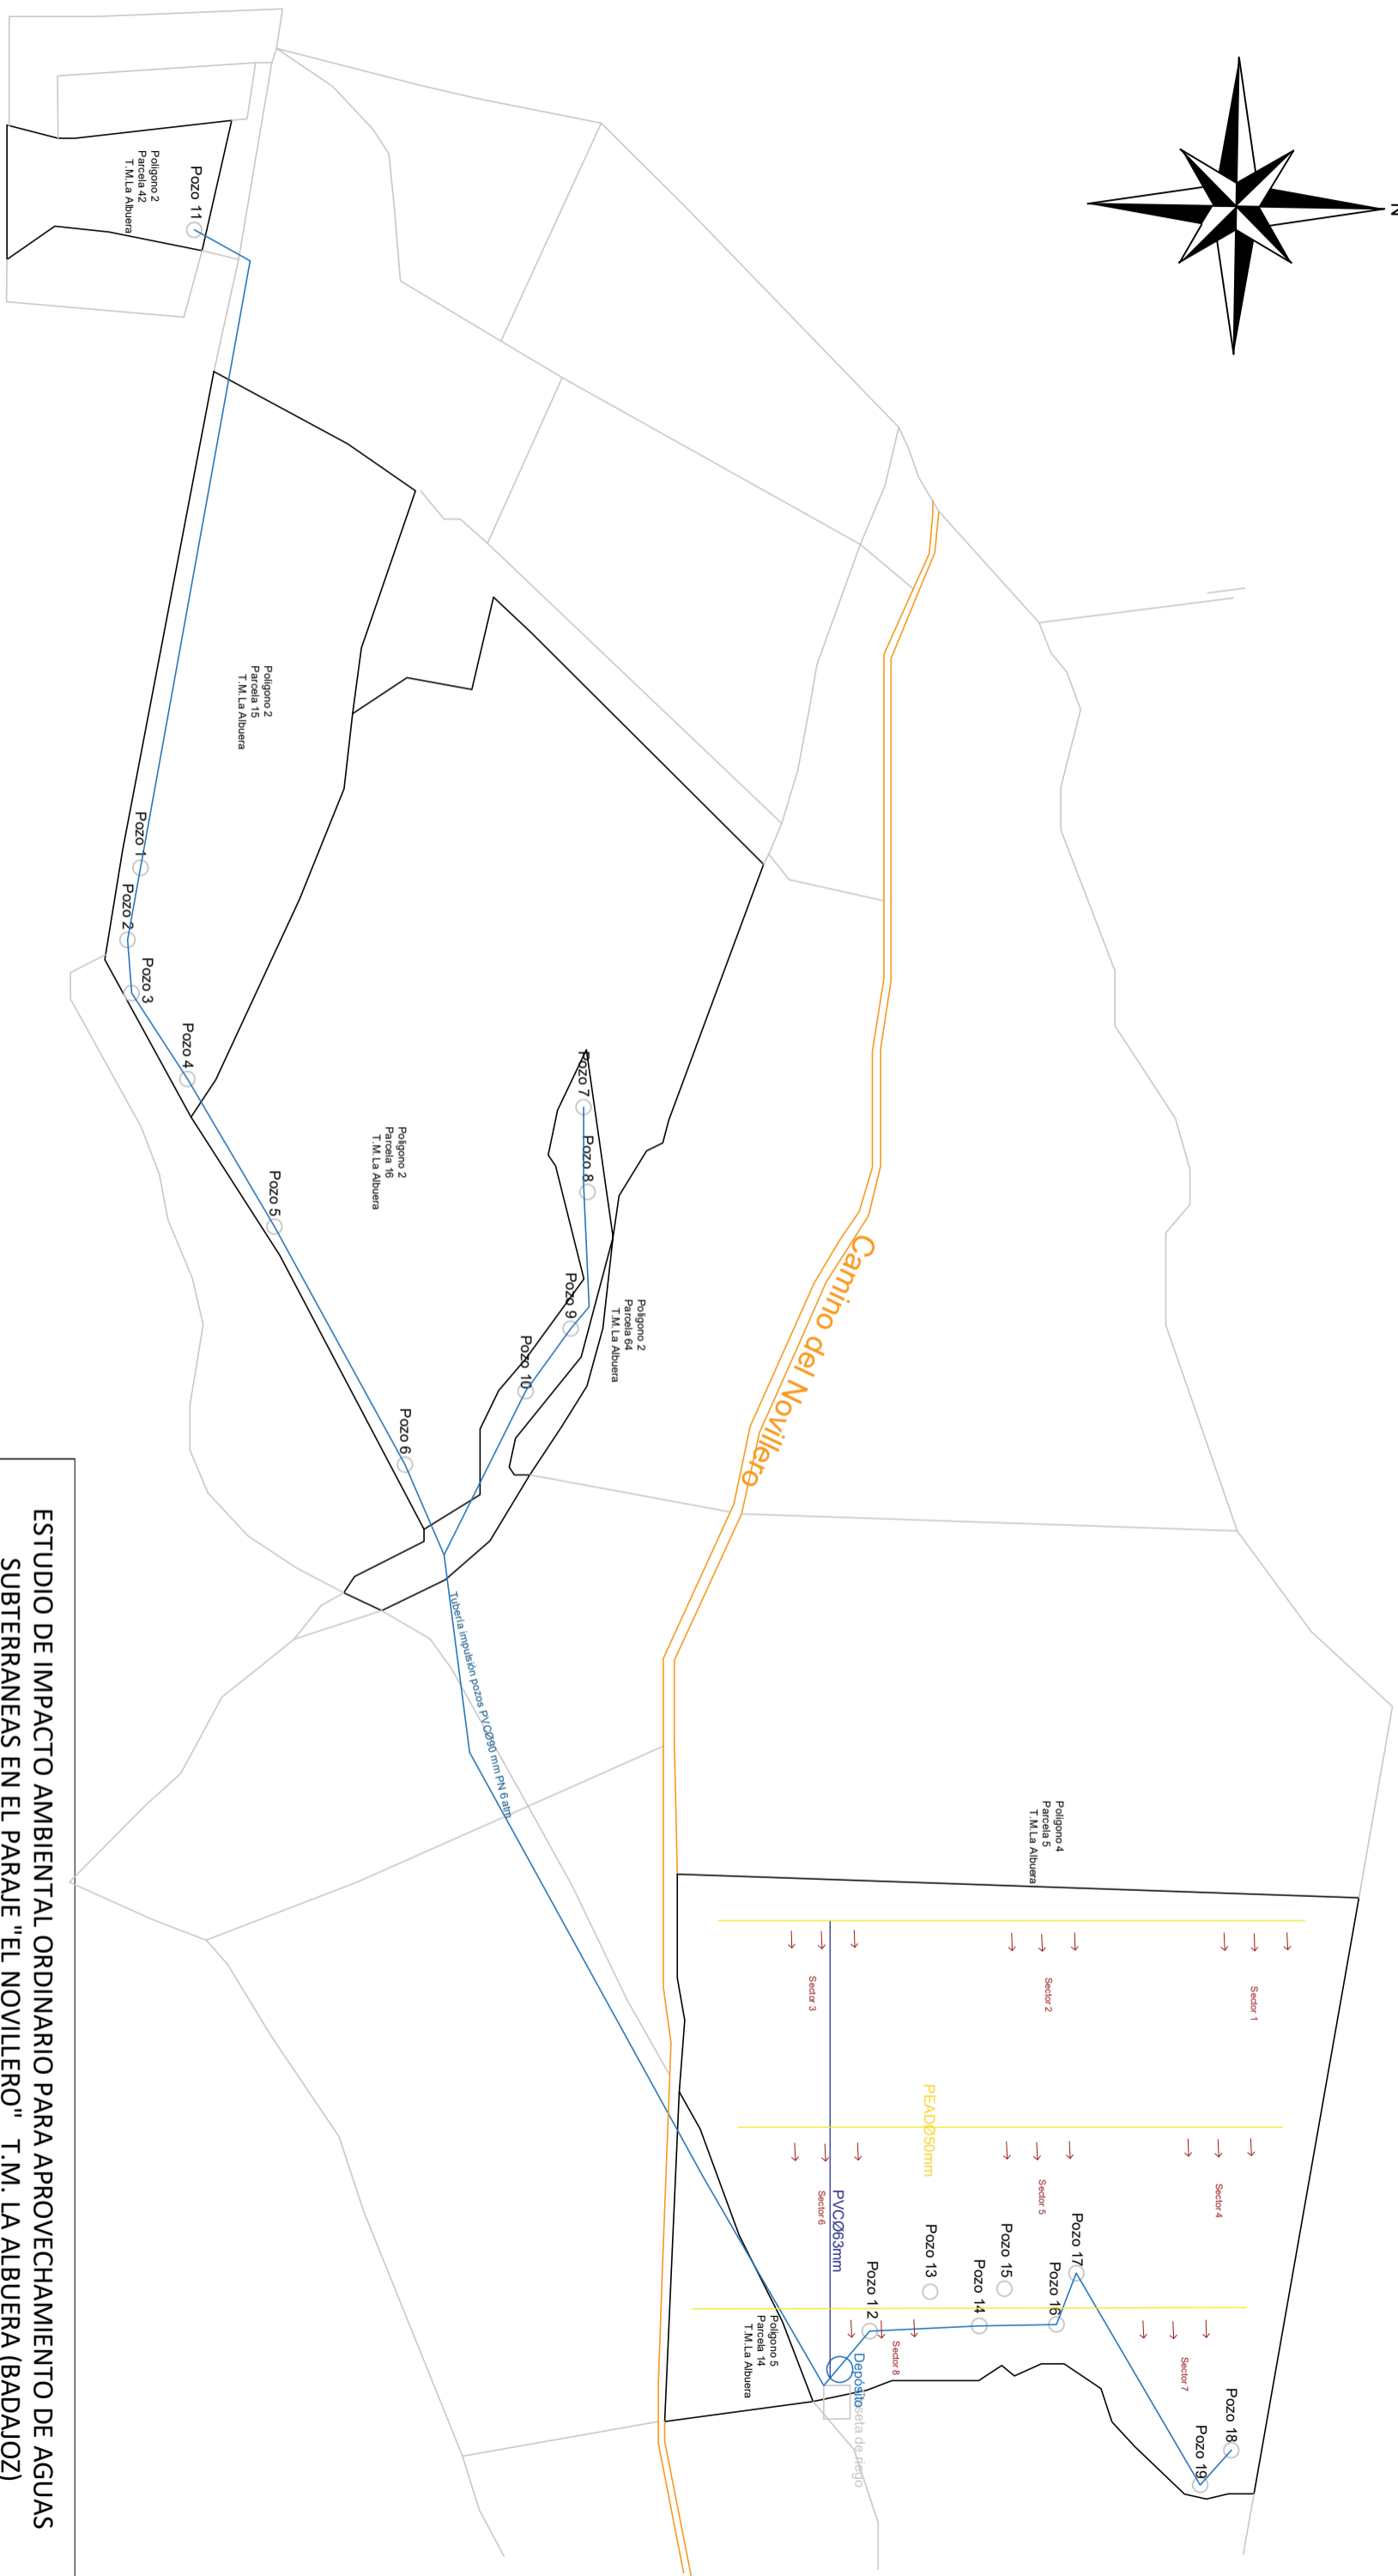 N
Pozo 11
Poligono 2
Parcela 42
T.M.La Albuera
Poligono 2
Parcela 15
T.M.La Albuera
Pozo 1
Pozo 2
Pozo 3
Pozo 4
Pozo 5
Pozo 6
Poligono 2
Parcela 16
T.M.La Albuera
Pozo 7
Pozo 8
Pozo 9
Pozo 10
Poligono 2
Parcela 64
T.M.La Albuera
Camino del Novillero
Tubería impulsión pozos PVCØ90 mm PN 6 atm
Poligono 4
Parcela 5
T.M.La Albuera
Sector 1
Sector 2
Sector 3
PEADØ50mm
Sector 4
Sector 5
Sector 6
PVCØ63mm
Pozo 17
Pozo 16
Pozo 15
Pozo 14
Pozo 13
Pozo 1 2
Sector 7
Sector 8
Pozo 18
Pozo 19
Depósito
seta de riego
Poligono 5
Parcela 14
T.M.La Albuera
ESTUDIO DE IMPACTO AMBIENTAL ORDINARIO PARA APROVECHAMIENTO DE AGUAS
SUBTERRANEAS EN EL PARAJE "EL NOVILLERO" T.M. LA ALBUERA (BADAJOZ)